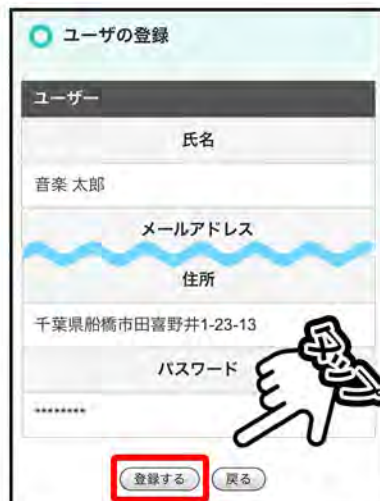 ユーザの登録
ユーザー
氏名
音楽 太郎
メールアドレス
住所
千葉県船橋市田喜野井1-23-13
パスワード
タップ
********
登録する
戻る